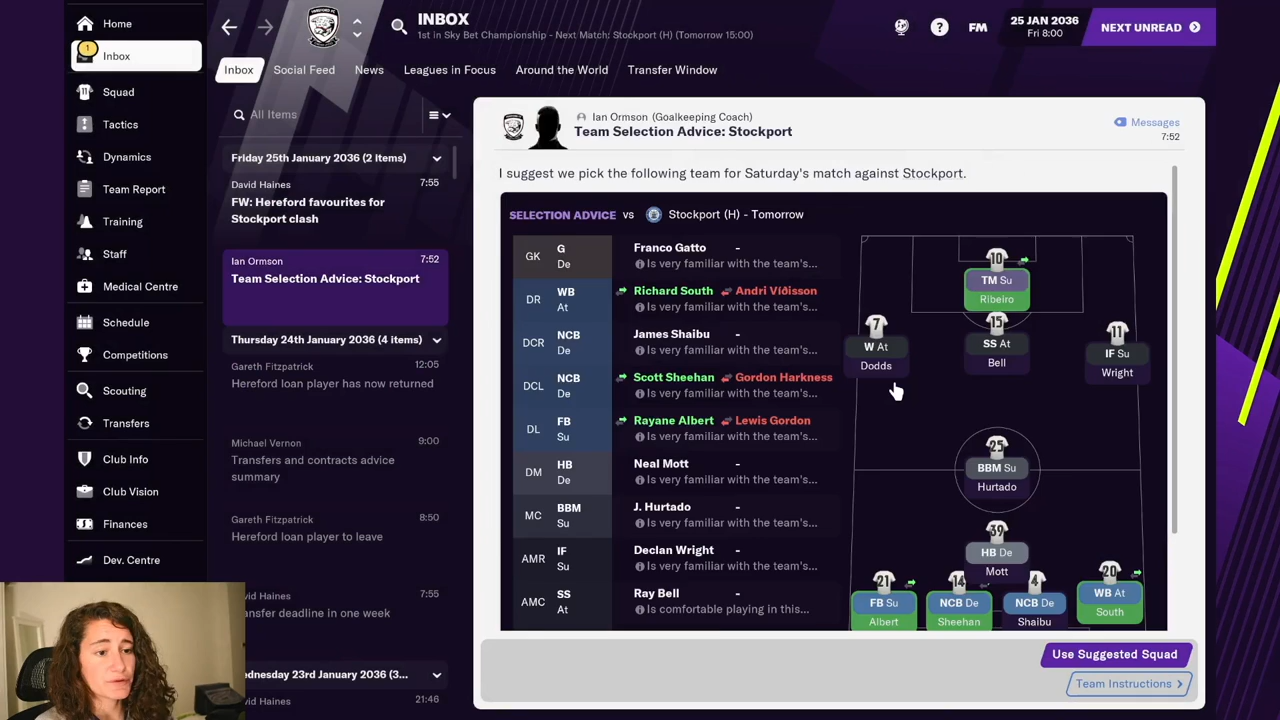 Home
Inbox
Squad
Tactics
Dynamics
Team Report
Training
Staff
Medical Centre
Schedule
Competitions
Scouting
Transfers
Club Info
Club Vision
Finances
Dev. Centre
1
INBOX
1st in Sky Bet Championship - Next Match: Stockport (H) (Tomorrow 15:00)
FM
25 JAN 2036
Fri 8:00
NEXT UNREAD
Inbox
Social Feed
News
Leagues in Focus
Around the World
Transfer Window
All Items
Friday 25th January 2036 (2 Items)
David Haines
7:55
FW: Hereford favourites for
Stockport clash
Ian Ormson
7:52
Team Selection Advice: Stockport
Thursday 24th January 2036 (4 items)
Gareth Fitzpatrick
12:05
Hereford loan player has now returned
Michael Vernon
9:00
Transfers and contracts advice
summary
Gareth Fitzpatrick
8:50
Hereford loan player to leave
vid Haines
7:55
ansfer deadline in one week
dnesday 23rd January 2036 (3...
vid Haines
21:46
Ian Ormson (Goalkeeping Coach)
Team Selection Advice: Stockport
Messages
7:52
I suggest we pick the following team for Saturday's match against Stockport.
SELECTION ADVICE vs Stockport (H) - Tomorrow
GK G De Franco Gatto -
Is very familiar with the team's...
DR WB At Richard South Andri Víðisson
Is very familiar with the team's...
DCR NCB De James Shaibu -
Is very familiar with the team's...
DCL NCB De Scott Sheehan Gordon Harkness
Is very familiar with the team's...
DL FB Su Rayane Albert Lewis Gordon
Is very familiar with the team's...
DM HB De Neal Mott -
Is very familiar with the team's...
MC BBM Su J. Hurtado -
Is very familiar with the team's...
AMR IF Su Declan Wright -
Is very familiar with the team's...
AMC SS At Ray Bell -
Is comfortable playing in this...
10
TM Su
Ribeiro
7
W At
Dodds
15
SS At
Bell
11
IF Su
Wright
25
BBM Su
Hurtado
39
HB De
Mott
21
FB Su
Albert
14
NCB De
Sheehan
4
NCB De
Shaibu
20
WB At
South
Use Suggested Squad
Team Instructions